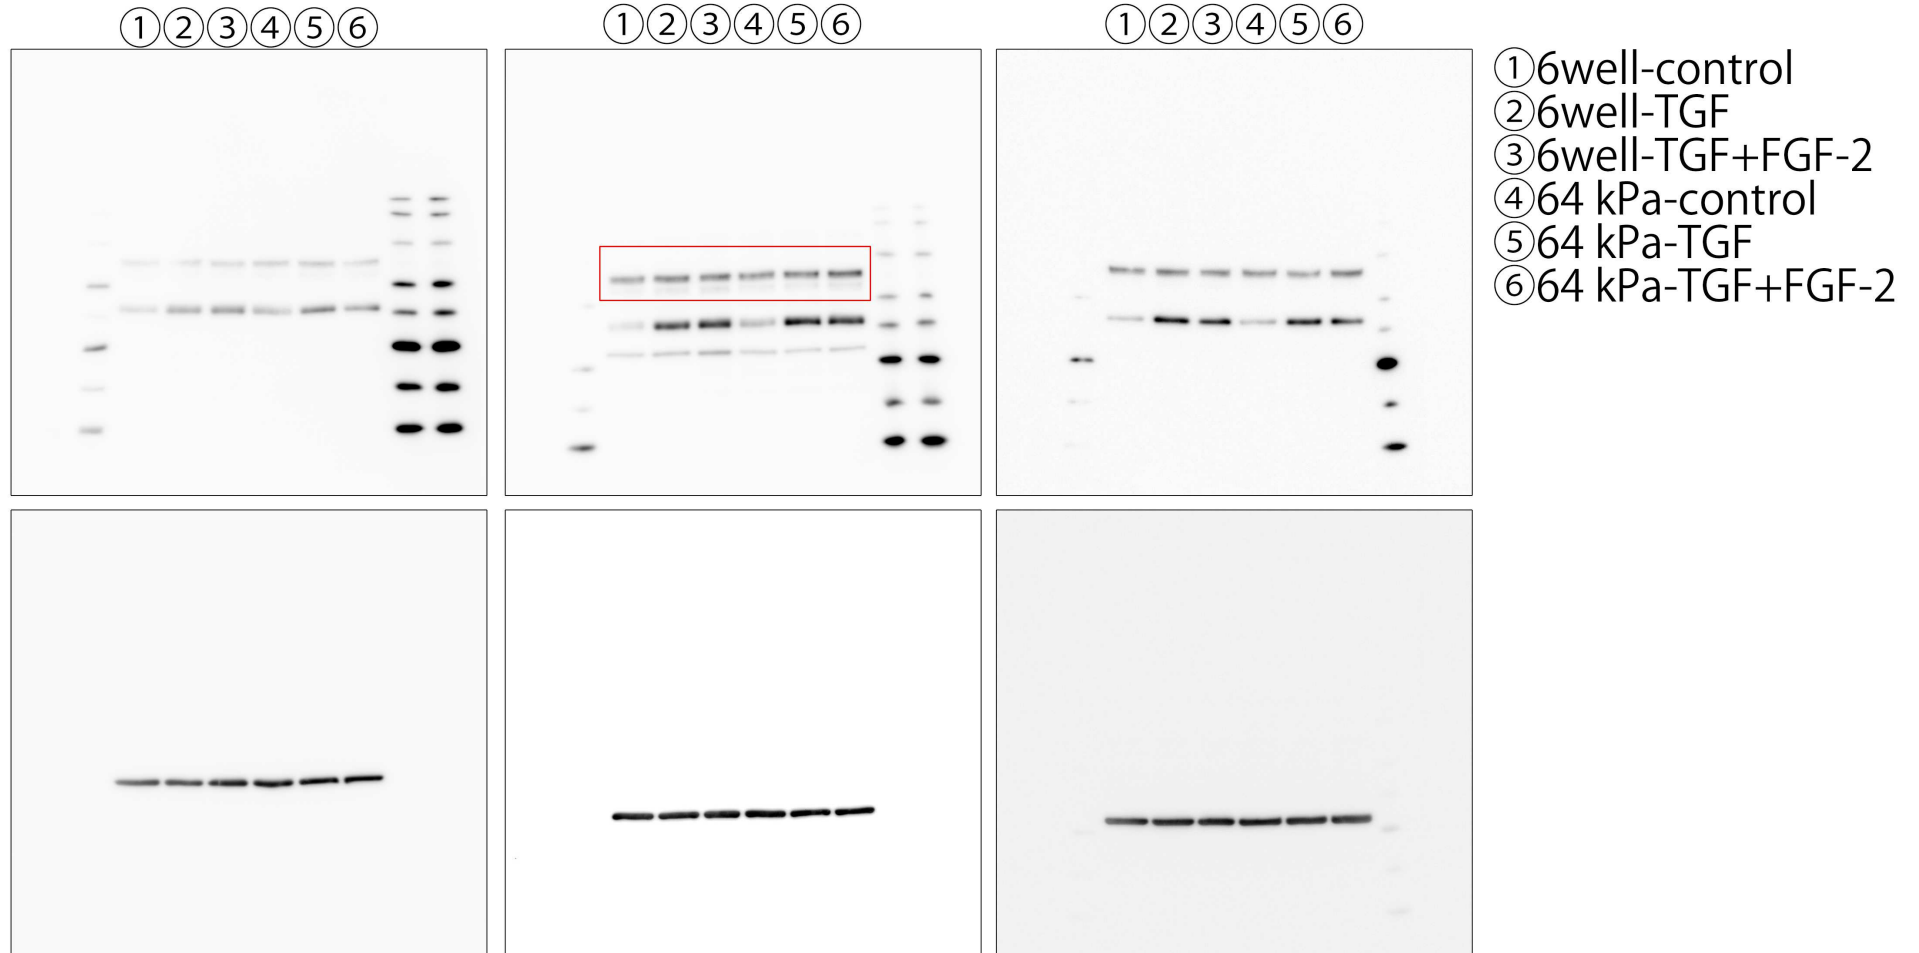 ①②③④⑤⑥
①②③④⑤⑥
①②③④⑤⑥
①6well-control
②6well-TGF
③6well-TGF+FGF-2
④64 kPa-control
⑤64 kPa-TGF
⑥64 kPa-TGF+FGF-2